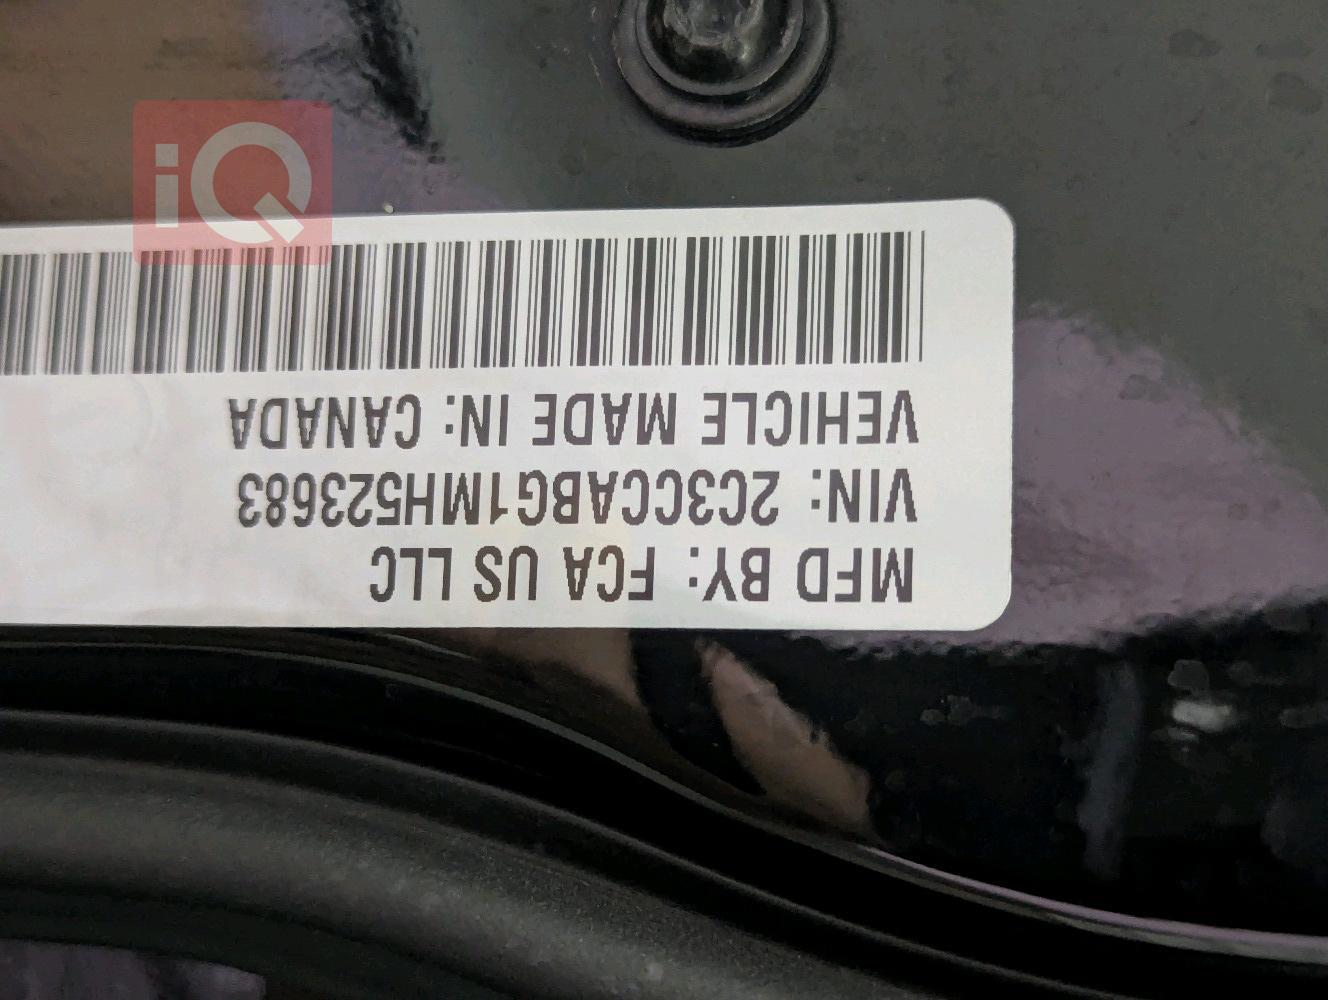 iQ
MFD BY: FCA US LLC
VIN: 2C3CCABG1MH523683
VEHICLE MADE IN: CANADA